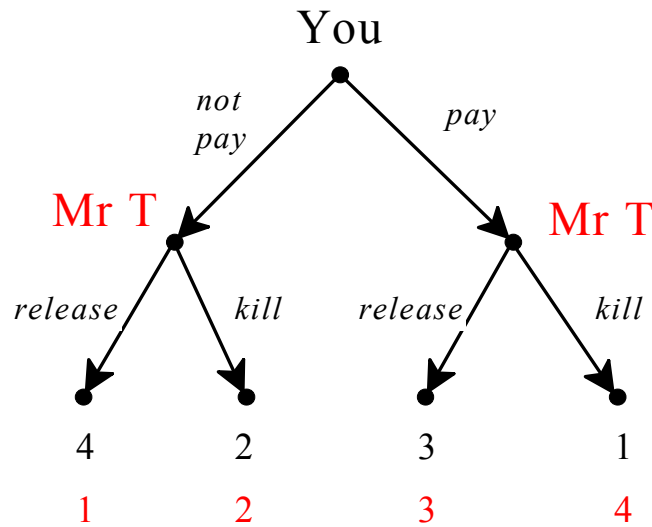 You
not
pay
pay
Mr T
Mr T
release
kill
release
kill
4 2 3 1
1 2 3 4